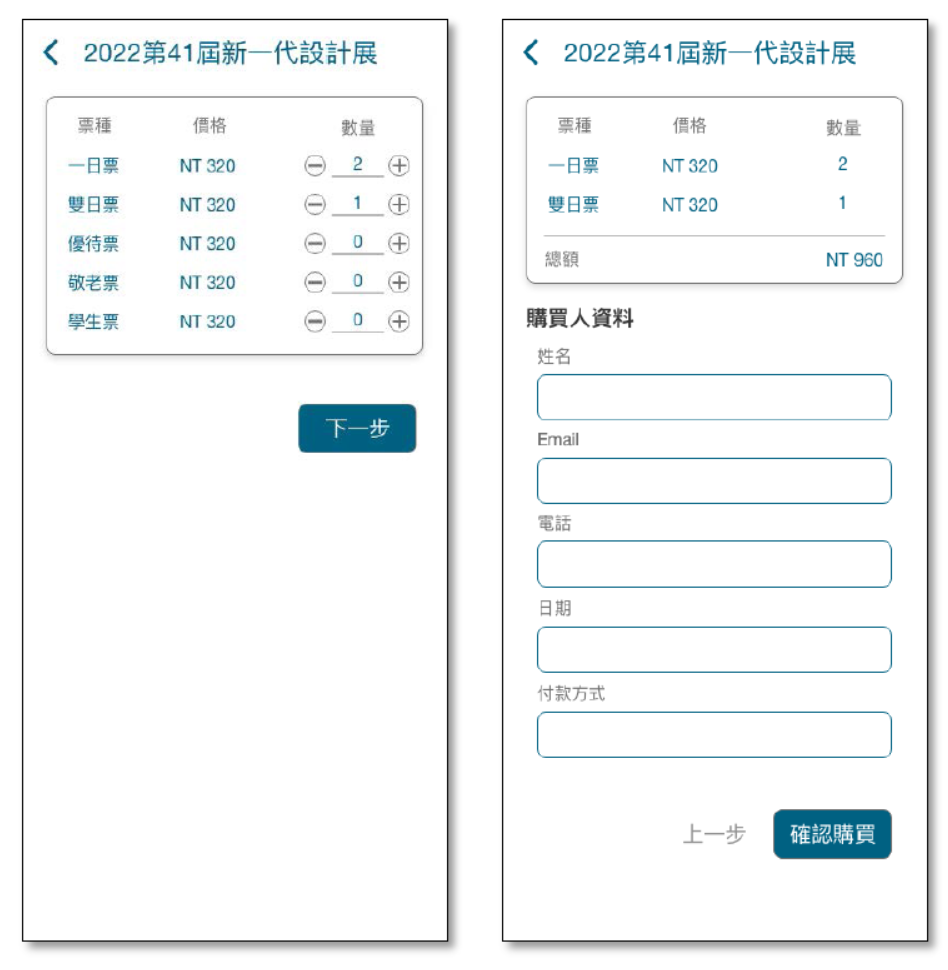 2022第41屆新一代設計展
票種 價格 數量
一日票 NT 320 2
雙日票 NT 320 1
優待票 NT 320 0
敬老票 NT 320 0
學生票 NT 320 0
下一步
2022第41屆新一代設計展
票種 價格 數量
一日票 NT 320 2
雙日票 NT 320 1
總額 NT 960
購買人資料
姓名
Email
電話
日期
付款方式
上一步 確認購買